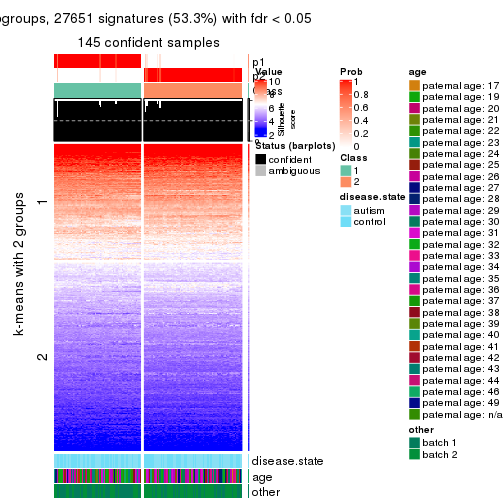 ogroups, 27651 signatures (53.3%) with fdr < 0.05
145 confident samples
p1
p2
Class
Value
10
8
6
4
2
0
Silhouette
score
Status (barplots)
confident
ambiguous
Prob
1
0.8
0.6
0.4
0.2
0
Class
1
2
disease.state
autism
control
age
paternal age: 17
paternal age: 19
paternal age: 20
paternal age: 21
paternal age: 22
paternal age: 23
paternal age: 24
paternal age: 25
paternal age: 26
paternal age: 27
paternal age: 28
paternal age: 29
paternal age: 30
paternal age: 31
paternal age: 32
paternal age: 33
paternal age: 34
paternal age: 35
paternal age: 36
paternal age: 37
paternal age: 38
paternal age: 39
paternal age: 40
paternal age: 41
paternal age: 42
paternal age: 43
paternal age: 44
paternal age: 46
paternal age: 49
paternal age: n/a
other
batch 1
batch 2
k-means with 2 groups
1
2
disease.state
age
other